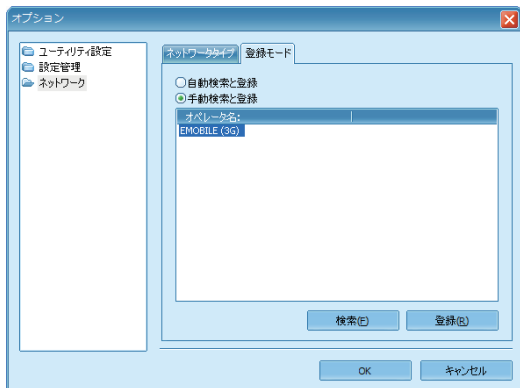 オプション
ユーティリティ設定
設定管理
ネットワーク
ネットワークタイプ 登録モード
自動検索と登録
手動検索と登録
オペレータ名:
EMOBILE (3G)
検索(F) 登録(R)
OK キャンセル